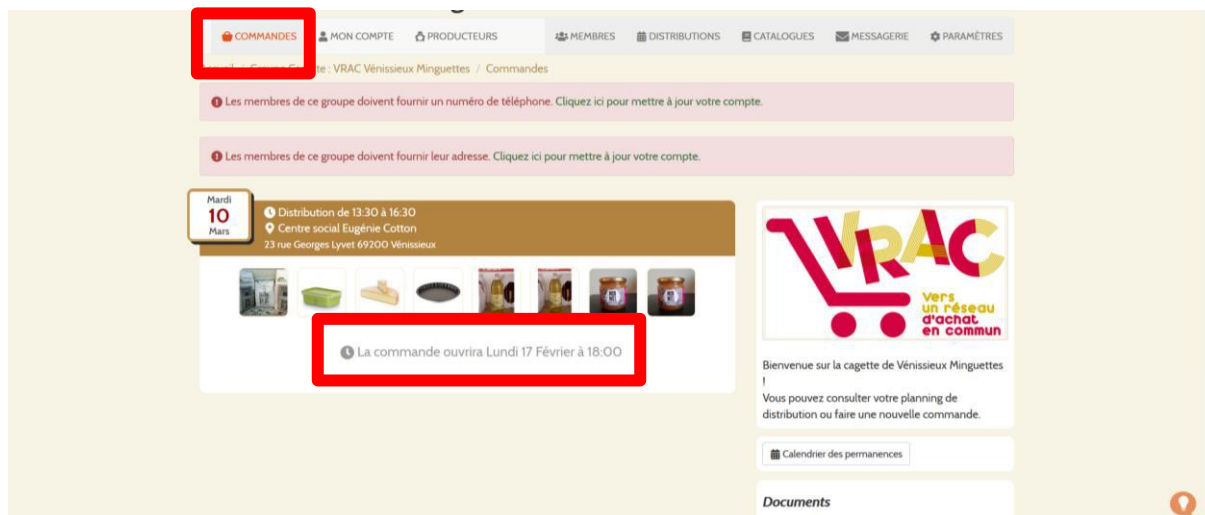 COMMANDES MON COMPTE PRODUCTEURS MEMBRES DISTRIBUTIONS CATALOGUES MESSAGERIE PARAMÈTRES
: VRAC Vénissieux Minguettes / Commandes
Les membres de ce groupe doivent fournir un numéro de téléphone. Cliquez ici pour mettre à jour votre compte.
Les membres de ce groupe doivent fournir leur adresse. Cliquez ici pour mettre à jour votre compte.
Mardi
10
Mars
Distribution de 13:30 à 16:30
Centre social Eugénie Cotton
23 rue Georges Lyvet 69200 Vénissieux
La commande ouvrira Lundi 17 Février à 18:00
VRAC
Vers
un réseau
d'achat
en commun
Bienvenue sur la cagette de Vénissieux Minguettes
!
Vous pouvez consulter votre planning de
distribution ou faire une nouvelle commande.
Calendrier des permanences
Documents